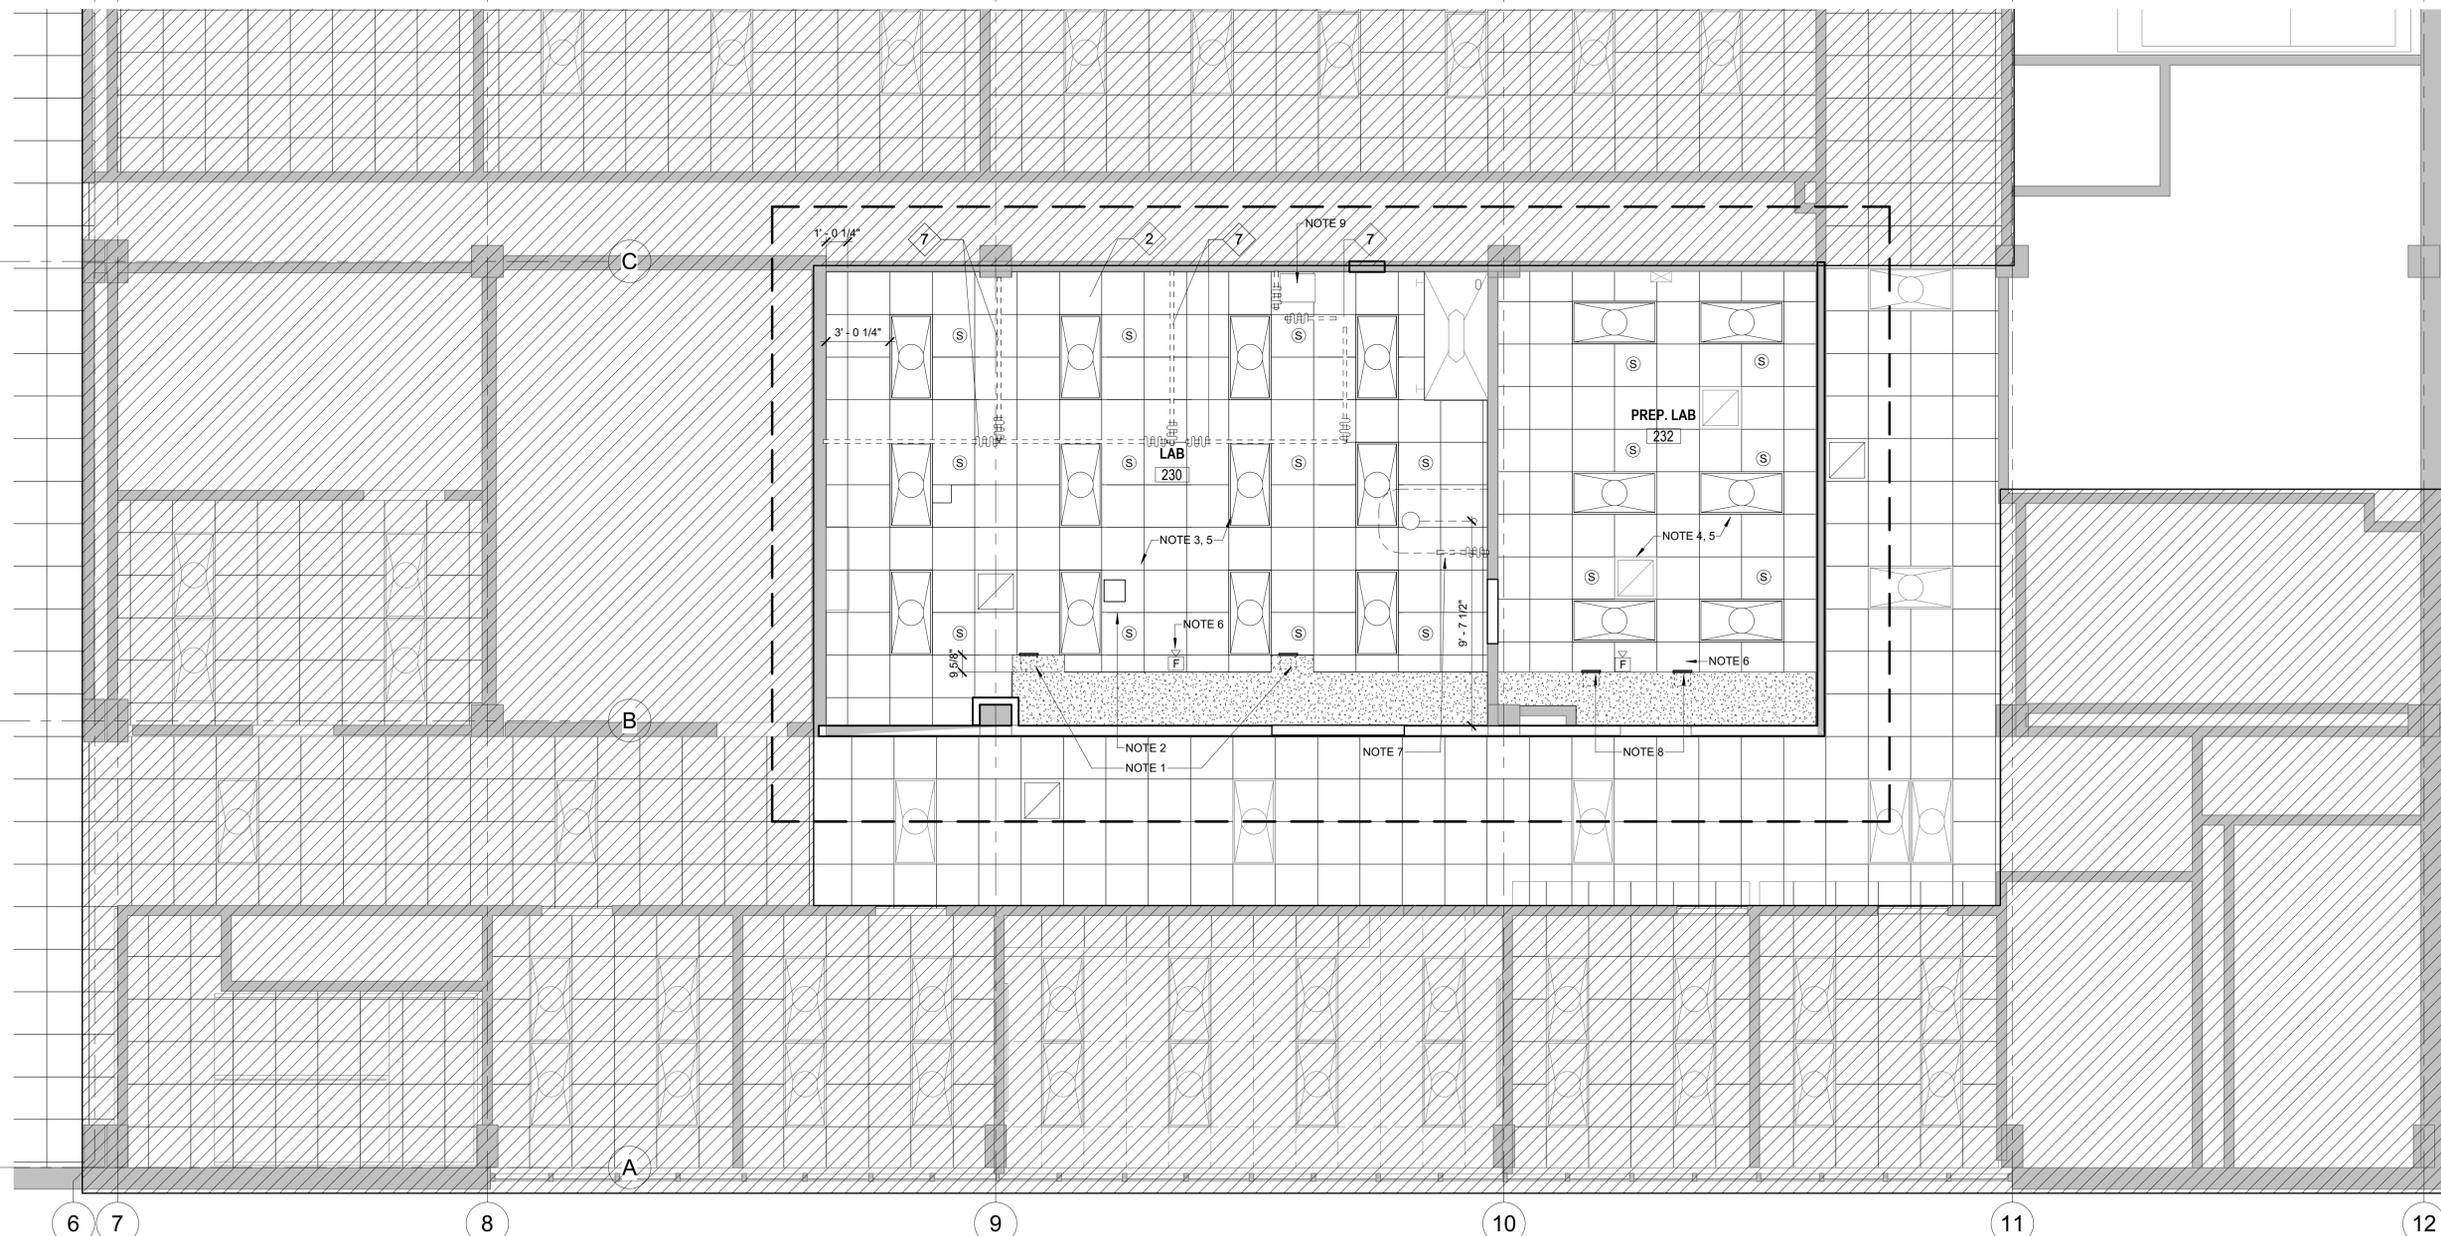 NOTE 9
1' - 0 1/4"
7
2
7
7
C
3' - 0 1/4"
S
S
S
S
S
PREP. LAB
232
LAB
230
S
S
S
S
S
S
NOTE 3, 5
NOTE 4, 5
S
S
9' - 7 1/2"
NOTE 6
S
S
S
S
9 5/8"
F
F
NOTE 6
B
NOTE 2
NOTE 7
NOTE 8
NOTE 1
A
6
7
8
9
10
11
12